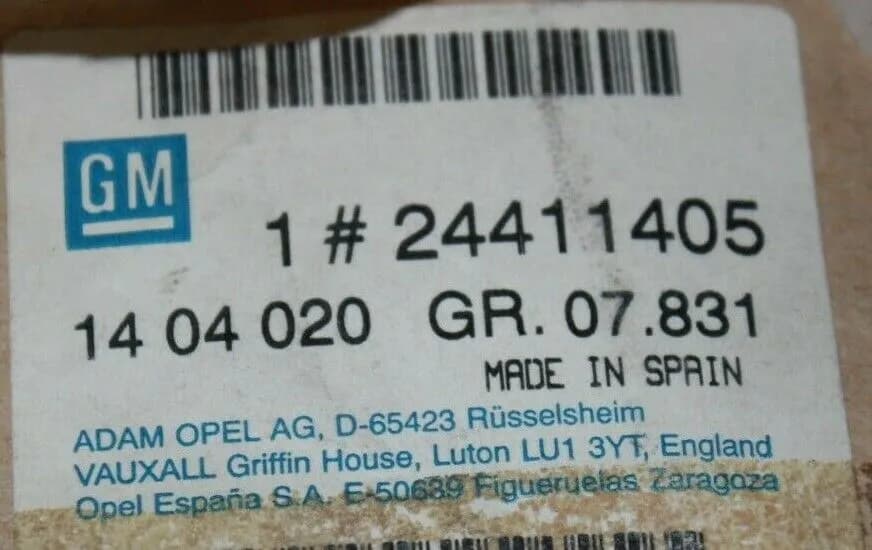 GM
1 # 24411405
14 04 020 GR. 07.831
MADE IN SPAIN
ADAM OPEL AG, D-65423 Rüsselsheim
VAUXALL Griffin House, Luton LU1 3YT, England
Opel España S.A. E-50639 Figueruelas Zaragoza